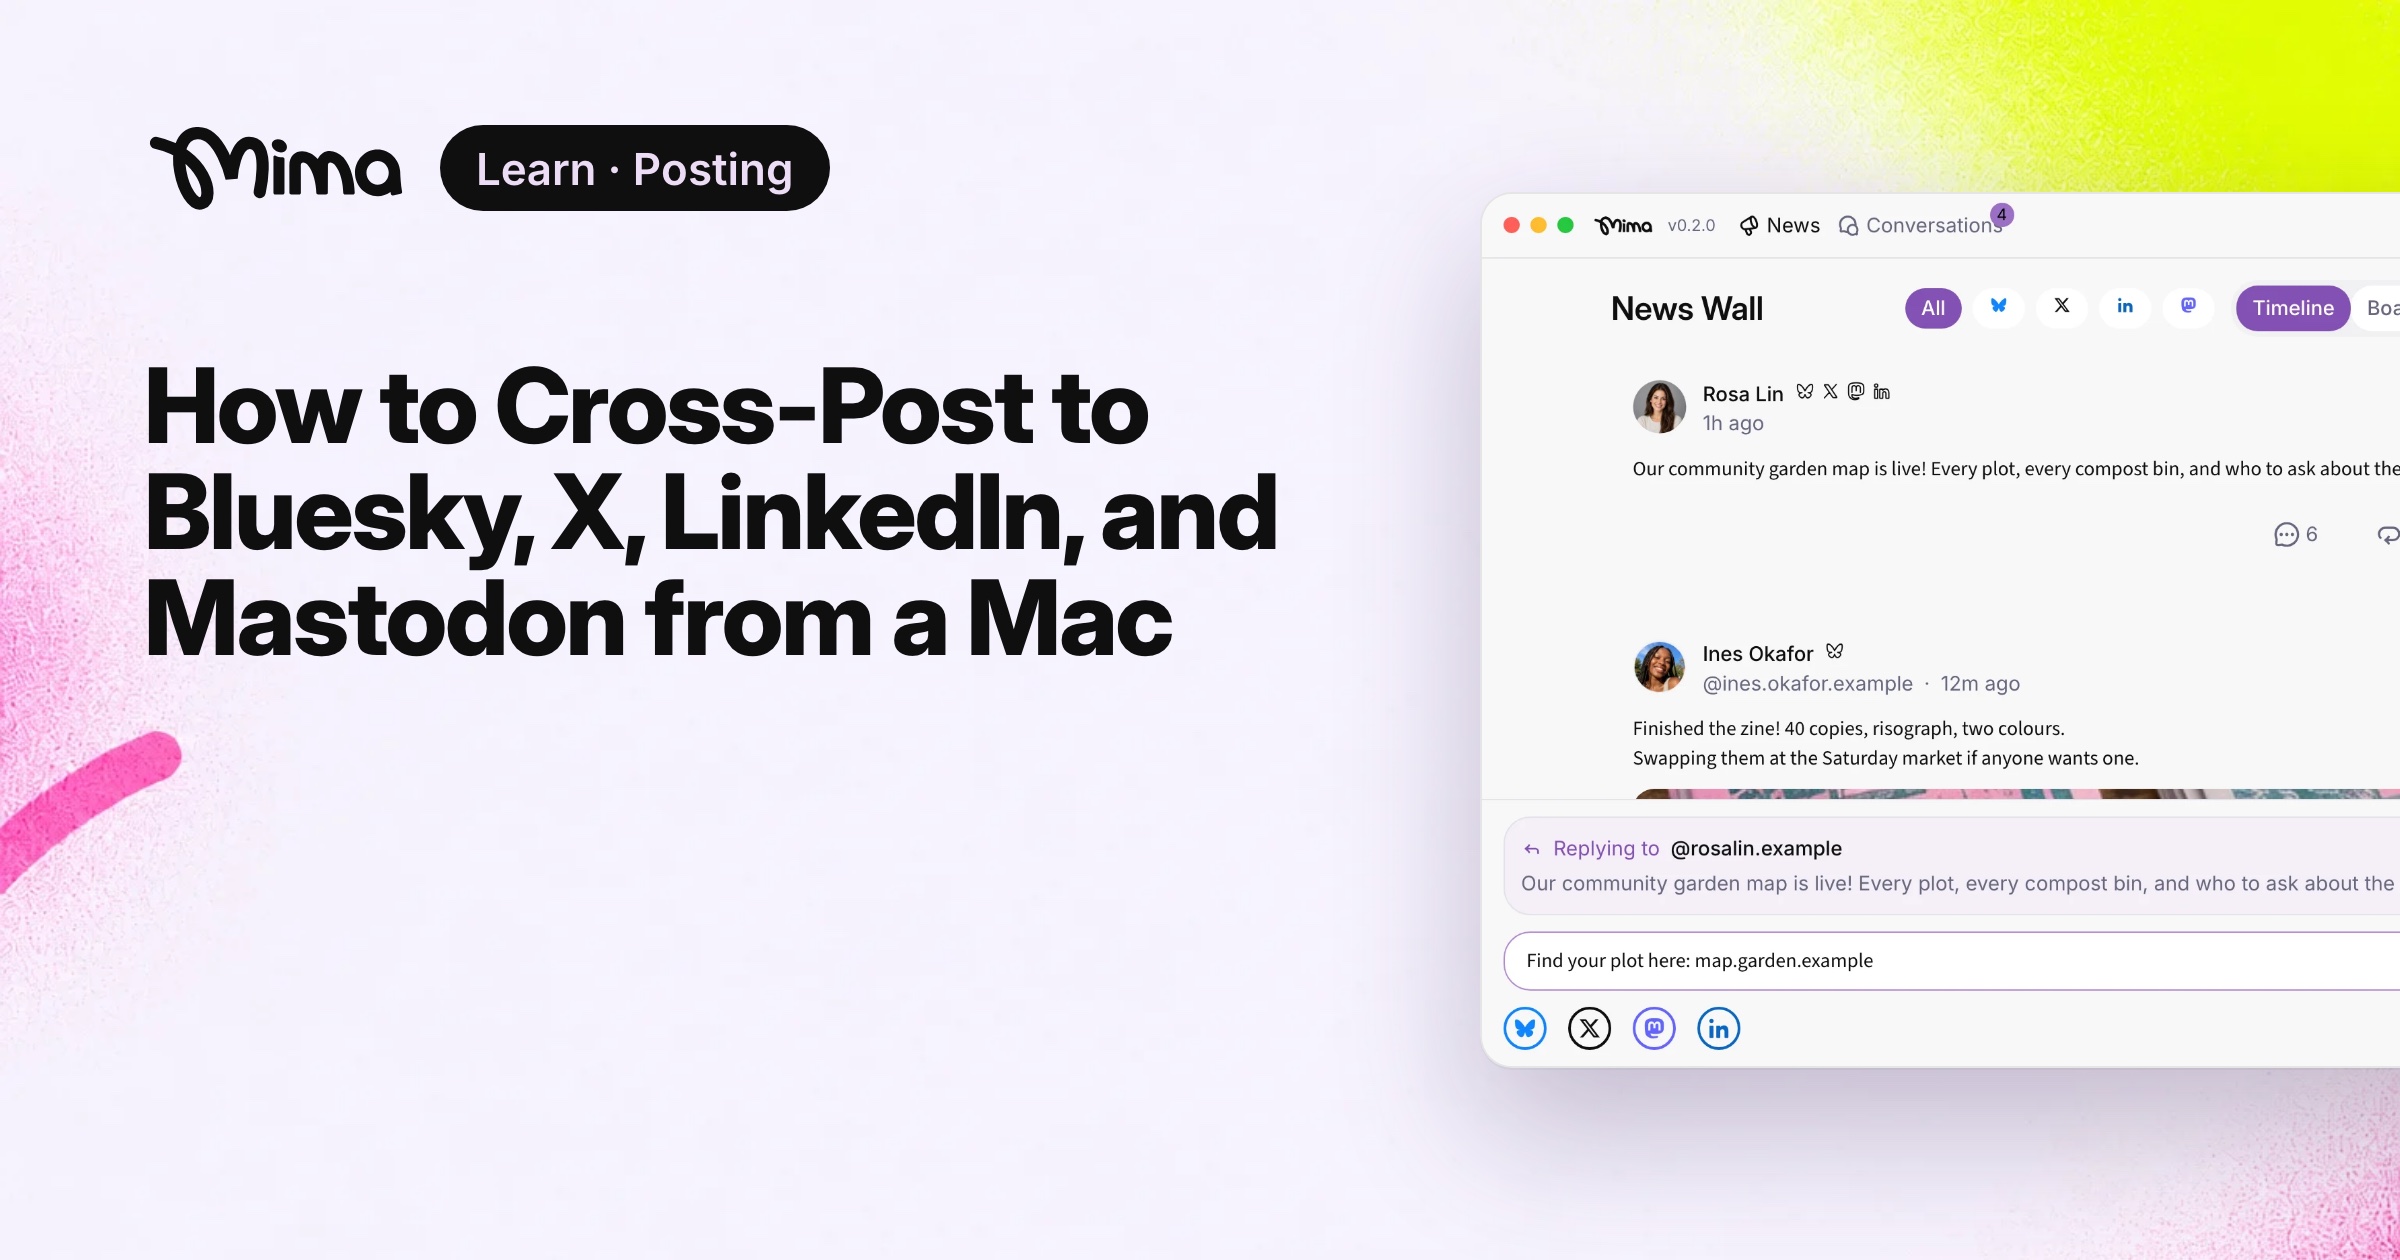 Mima
Learn · Posting
How to Cross-Post to
Bluesky, X, LinkedIn, and
Mastodon from a Mac
Mima v0.2.0 News Conversations 4
News Wall
All X in m Timeline
Rosa Lin X m in
1h ago
Our community garden map is live! Every plot, every compost bin, and who to ask about the
6
Ines Okafor
@ines.okafor.example · 12m ago
Finished the zine! 40 copies, risograph, two colours.
Swapping them at the Saturday market if anyone wants one.
Replying to @rosalin.example
Our community garden map is live! Every plot, every compost bin, and who to ask about the
Find your plot here: map.garden.example
X m in